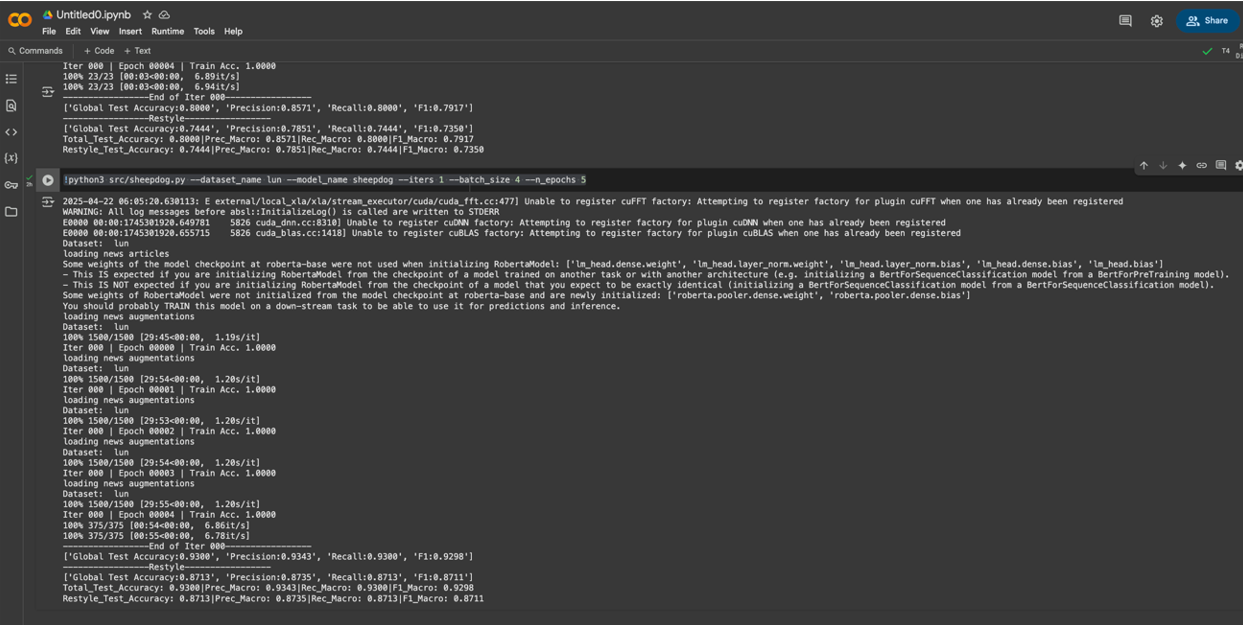 CO Untitled0.ipynb
File Edit View Insert Runtime Tools Help
Share
Commands + Code + Text
T4
Iter 000 | Epoch 00004 | Train Acc. 1.0000
100% 23/23 [00:03<00:00, 6.89it/s]
100% 23/23 [00:03<00:00, 6.94it/s]
-----------------End of Iter 000-----------------
['Global Test Accuracy:0.8000', 'Precision:0.8571', 'Recall:0.8000', 'F1:0.7917']
-----------------Restyle-----------------
['Global Test Accuracy:0.7444', 'Precision:0.7851', 'Recall:0.7444', 'F1:0.7350']
Total_Test_Accuracy: 0.8000|Prec_Macro: 0.8571|Rec_Macro: 0.8000|F1_Macro: 0.7917
Restyle_Test_Accuracy: 0.7444|Prec_Macro: 0.7851|Rec_Macro: 0.7444|F1_Macro: 0.7350
!python3 src/sheepdog.py --dataset_name lun --model_name sheepdog --iters 1 --batch_size 4 --n_epochs 5
2025-04-22 06:05:20.630113: E external/local_xla/xla/stream_executor/cuda/cuda_fft.cc:477] Unable to register cuFFT factory: Attempting to register factory for plugin cuFFT when one has already been registered
WARNING: All log messages before absl::InitializeLog() is called are written to STDERR
E0000 00:00:1745301920.649781 5826 cuda_dnn.cc:8310] Unable to register cuDNN factory: Attempting to register factory for plugin cuDNN when one has already been registered
E0000 00:00:1745301920.655715 5826 cuda_blas.cc:1418] Unable to register cuBLAS factory: Attempting to register factory for plugin cuBLAS when one has already been registered
Dataset: lun
loading news articles
Some weights of the model checkpoint at roberta-base were not used when initializing RobertaModel: ['lm_head.dense.weight', 'lm_head.layer_norm.weight', 'lm_head.layer_norm.bias', 'lm_head.dense.bias', 'lm_head.bias']
- This IS expected if you are initializing RobertaModel from the checkpoint of a model trained on another task or with another architecture (e.g. initializing a BertForSequenceClassification model from a BertForPreTraining model).
- This IS NOT expected if you are initializing RobertaModel from the checkpoint of a model that you expect to be exactly identical (initializing a BertForSequenceClassification model from a BertForSequenceClassification model).
Some weights of RobertaModel were not initialized from the model checkpoint at roberta-base and are newly initialized: ['roberta.pooler.dense.weight', 'roberta.pooler.dense.bias']
You should probably TRAIN this model on a down-stream task to be able to use it for predictions and inference.
loading news augmentations
Dataset: lun
100% 1500/1500 [29:45<00:00, 1.19s/it]
Iter 000 | Epoch 00000 | Train Acc. 1.0000
loading news augmentations
Dataset: lun
100% 1500/1500 [29:54<00:00, 1.20s/it]
Iter 000 | Epoch 00001 | Train Acc. 1.0000
loading news augmentations
Dataset: lun
100% 1500/1500 [29:53<00:00, 1.20s/it]
Iter 000 | Epoch 00002 | Train Acc. 1.0000
loading news augmentations
Dataset: lun
100% 1500/1500 [29:54<00:00, 1.20s/it]
Iter 000 | Epoch 00003 | Train Acc. 1.0000
loading news augmentations
Dataset: lun
100% 1500/1500 [29:55<00:00, 1.20s/it]
Iter 000 | Epoch 00004 | Train Acc. 1.0000
100% 375/375 [00:54<00:00, 6.86it/s]
100% 375/375 [00:55<00:00, 6.78it/s]
-----------------End of Iter 000-----------------
['Global Test Accuracy:0.9300', 'Precision:0.9343', 'Recall:0.9300', 'F1:0.9298']
-----------------Restyle-----------------
['Global Test Accuracy:0.8713', 'Precision:0.8735', 'Recall:0.8713', 'F1:0.8711']
Total_Test_Accuracy: 0.9300|Prec_Macro: 0.9343|Rec_Macro: 0.9300|F1_Macro: 0.9298
Restyle_Test_Accuracy: 0.8713|Prec_Macro: 0.8735|Rec_Macro: 0.8713|F1_Macro: 0.8711